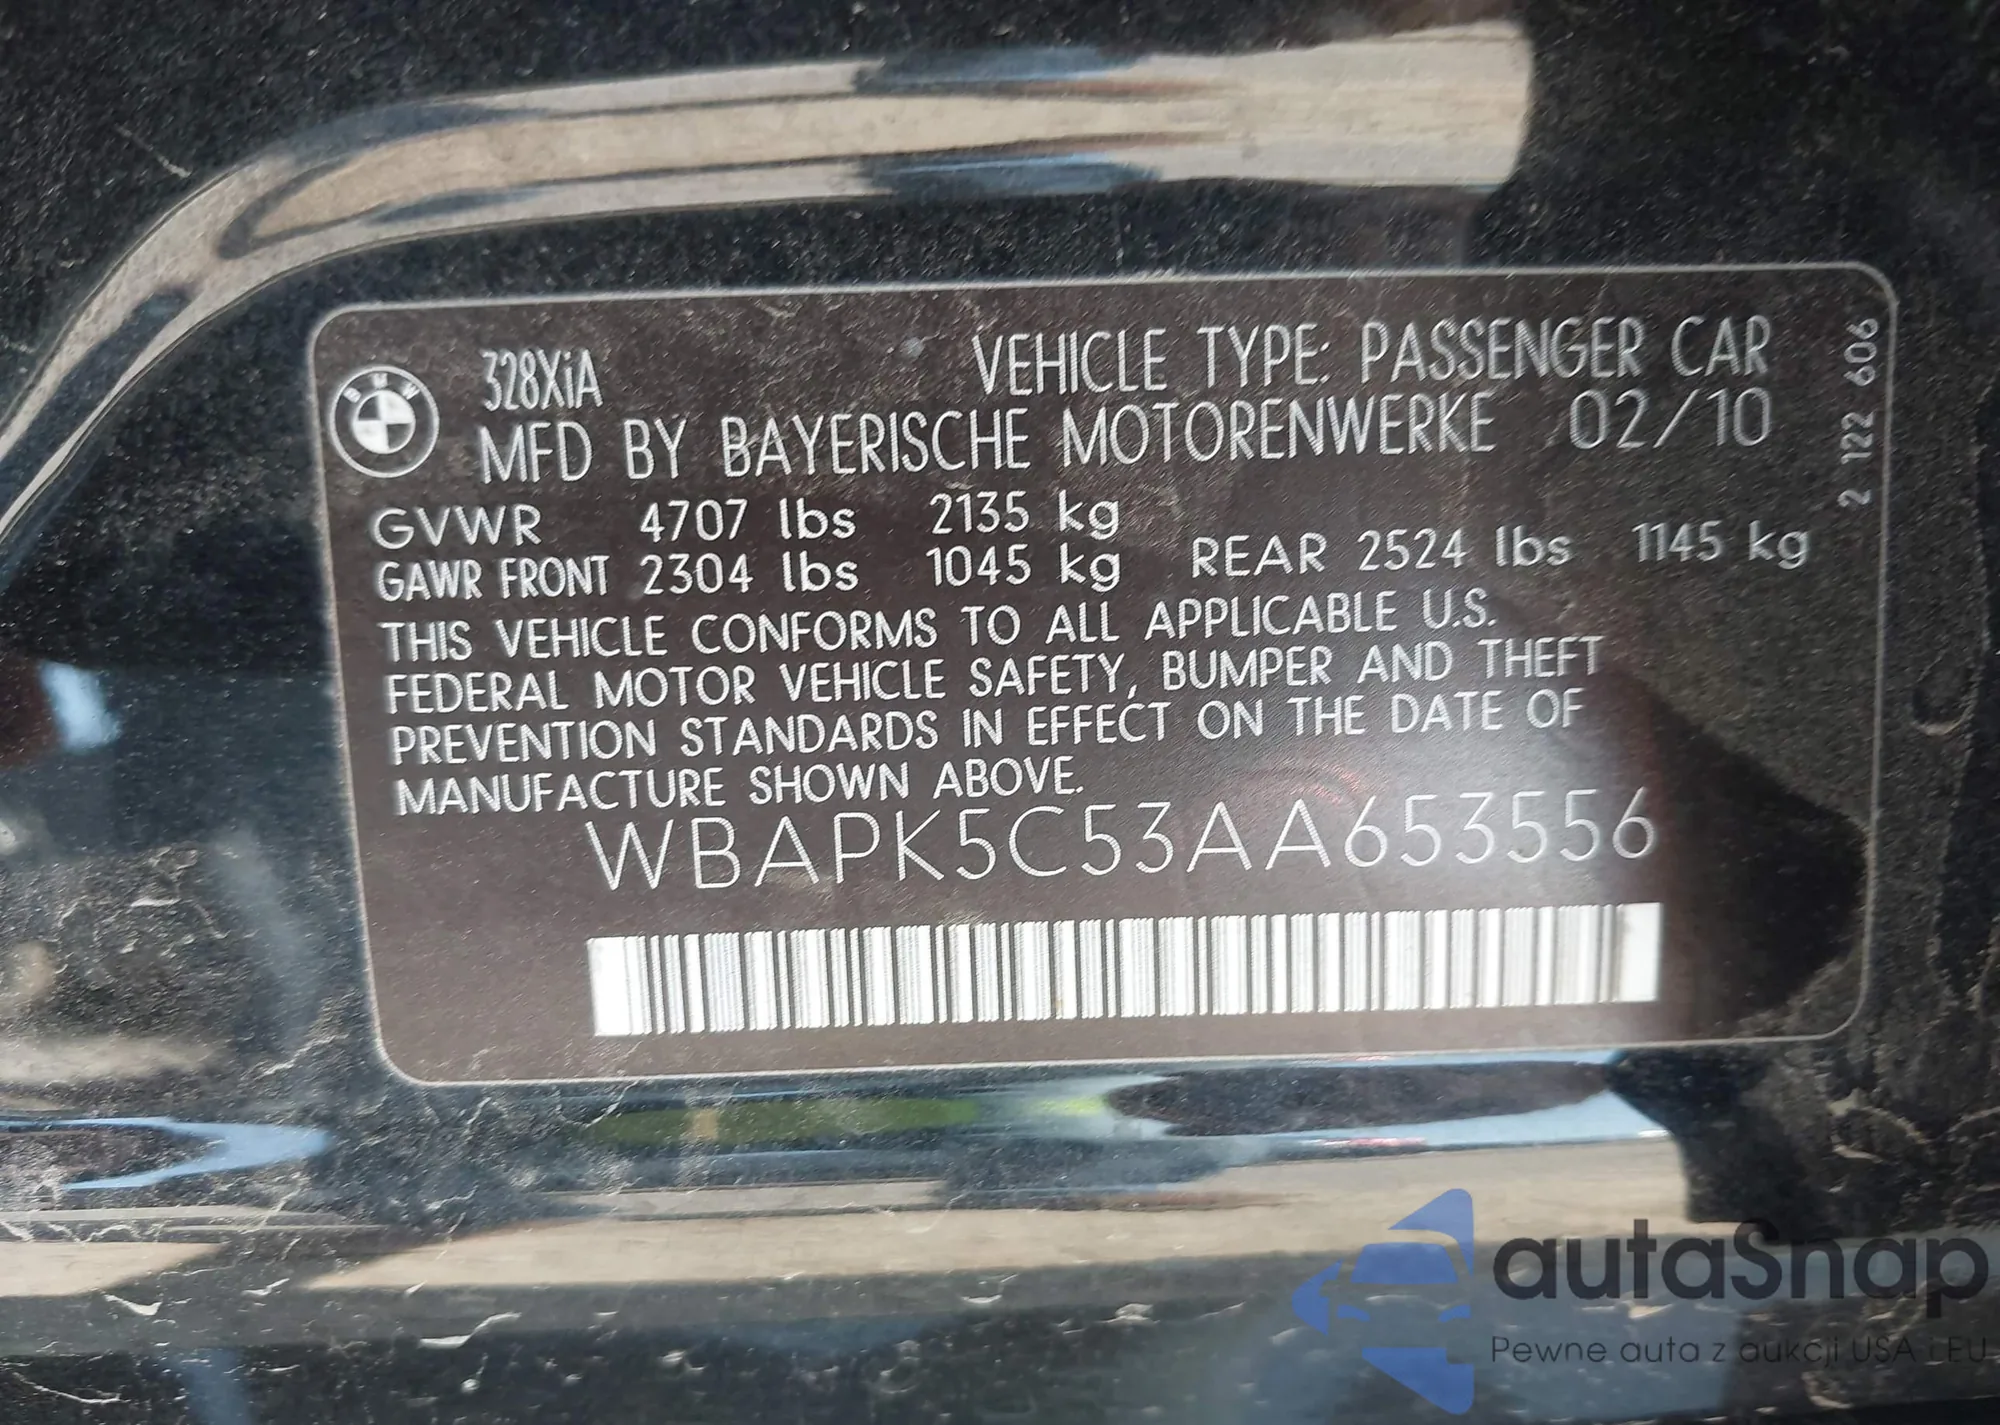 BMW
328XiA
VEHICLE TYPE: PASSENGER CAR
MFD BY BAYERISCHE MOTORENWERKE 02/10
GVWR 4707 lbs 2135 kg
GAWR FRONT 2304 lbs 1045 kg REAR 2524 lbs 1145 kg
THIS VEHICLE CONFORMS TO ALL APPLICABLE U.S.
FEDERAL MOTOR VEHICLE SAFETY, BUMPER AND THEFT
PREVENTION STANDARDS IN EFFECT ON THE DATE OF
MANUFACTURE SHOWN ABOVE.
WBAPK5C53AA653556
2 122 606
autaSnap
Pewne auta z aukcji USA i EU